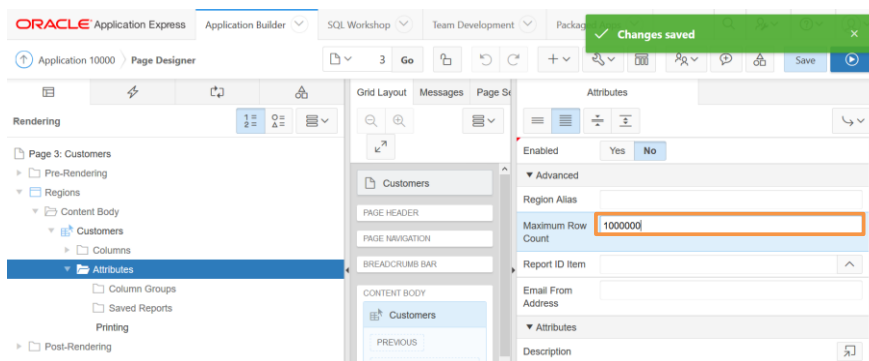 ORACLE Application Express Application Builder SQL Workshop Team Development
Changes saved
Application 10000 Page Designer 3 Go Save
Grid Layout Messages Page Attributes
Rendering
Enabled Yes No
Page 3: Customers
Pre-Rendering
Regions
Content Body
Customers
Columns
Attributes
Column Groups
Saved Reports
Printing
Post-Rendering
Customers
PAGE HEADER
PAGE NAVIGATION
BREADCRUMB BAR
CONTENT BODY
Customers
PREVIOUS
Advanced
Region Alias
Maximum Row Count 1000000
Report ID Item
Email From Address
Attributes
Description